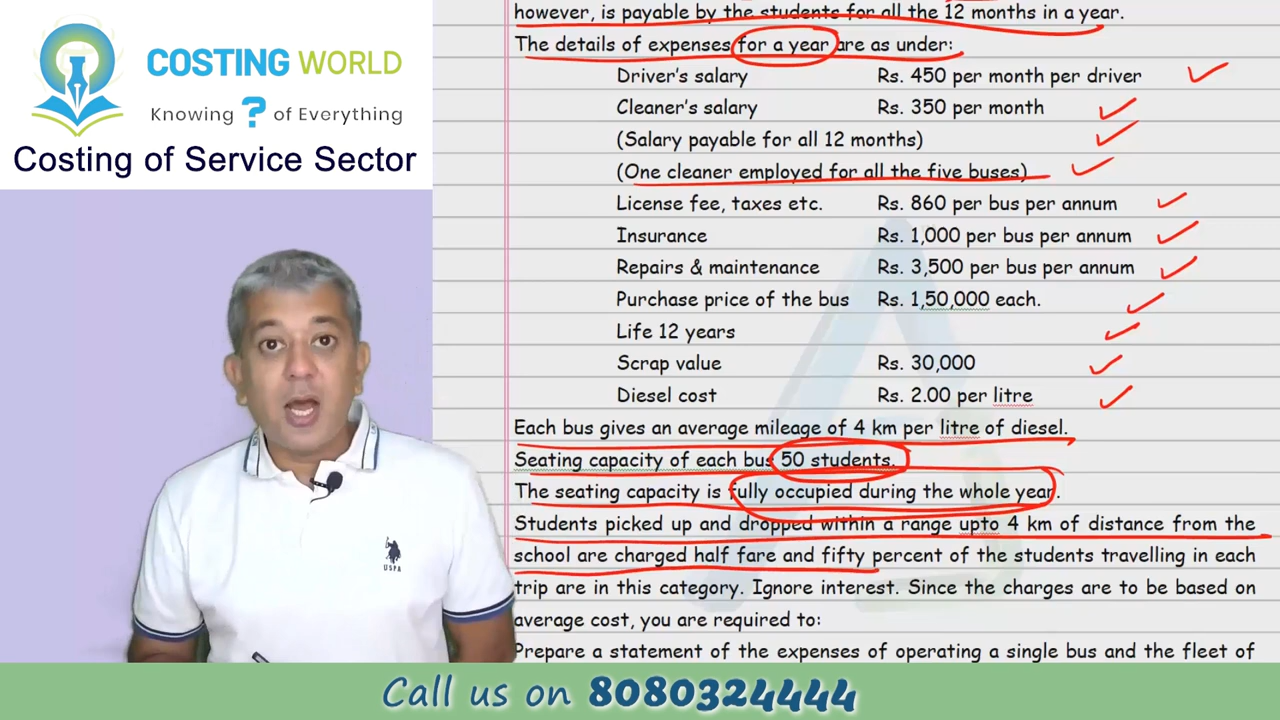 COSTING WORLD
Knowing ? of Everything
Costing of Service Sector
however, is payable by the students for all the 12 months in a year.
The details of expenses for a year are as under:
Driver's salary Rs. 450 per month per driver
Cleaner's salary Rs. 350 per month
(Salary payable for all 12 months)
(One cleaner employed for all the five buses)
License fee, taxes etc. Rs. 860 per bus per annum
Insurance Rs. 1,000 per bus per annum
Repairs & maintenance Rs. 3,500 per bus per annum
Purchase price of the bus Rs. 1,50,000 each.
Life 12 years
Scrap value Rs. 30,000
Diesel cost Rs. 2.00 per litre
Each bus gives an average mileage of 4 km per litre of diesel.
Seating capacity of each bus 50 students.
The seating capacity is fully occupied during the whole year.
Students picked up and dropped within a range upto 4 km of distance from the
school are charged half fare and fifty percent of the students travelling in each
trip are in this category. Ignore interest. Since the charges are to be based on
average cost, you are required to:
Prepare a statement of the expenses of operating a single bus and the fleet of
USPA
Call us on 8080324444